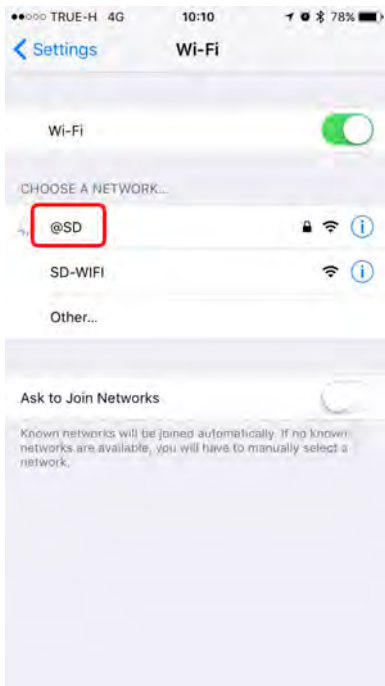 TRUE-H 4G 10:10 78%
Settings Wi-Fi
Wi-Fi
CHOOSE A NETWORK...
@SD
SD-WIFI
Other...
Ask to Join Networks
Known networks will be joined automatically. If no known
networks are available, you will have to manually select a
network.